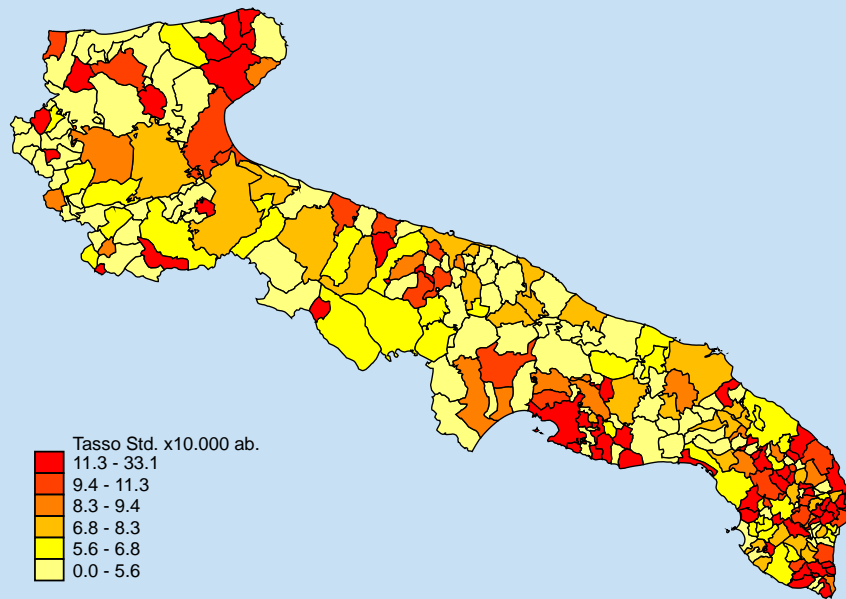 Tasso Std. x10.000 ab.
11.3 - 33.1
9.4 - 11.3
8.3 - 9.4
6.8 - 8.3
5.6 - 6.8
0.0 - 5.6